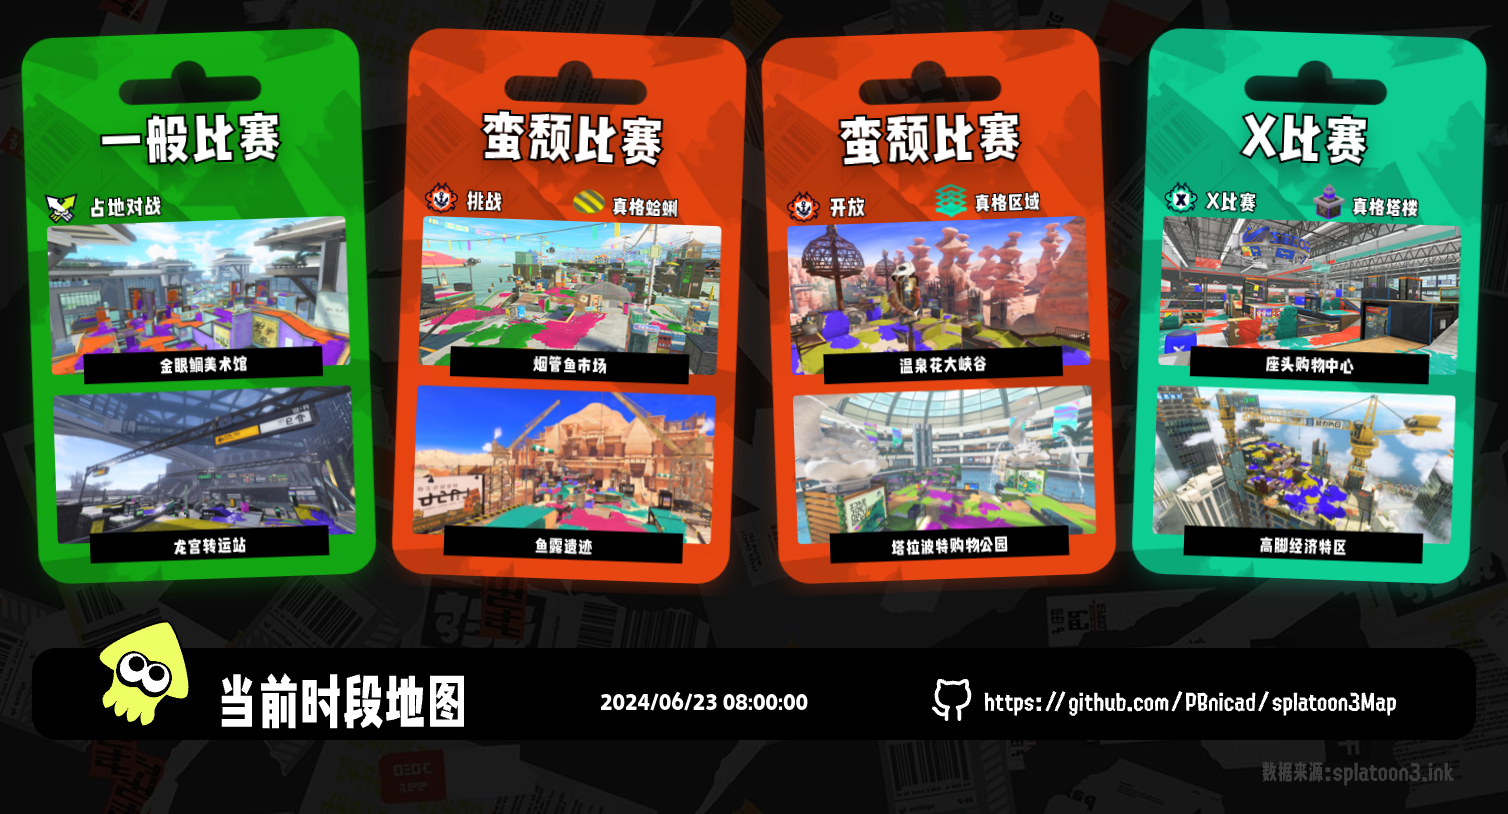 一般比赛
占地对战
金眼鲷美术馆
龙宫转运站
蛮颓比赛
挑战
真格蛤蜊
烟管鱼市场
鱼露遗迹
蛮颓比赛
开放
真格区域
温泉花大峡谷
塔拉波特购物公园
X比赛
X比赛
真格塔楼
座头购物中心
高脚经济特区
当前时段地图
2024/06/23 08:00:00
https://github.com/PBnicad/splatoon3Map
数据来源:splatoon3.ink